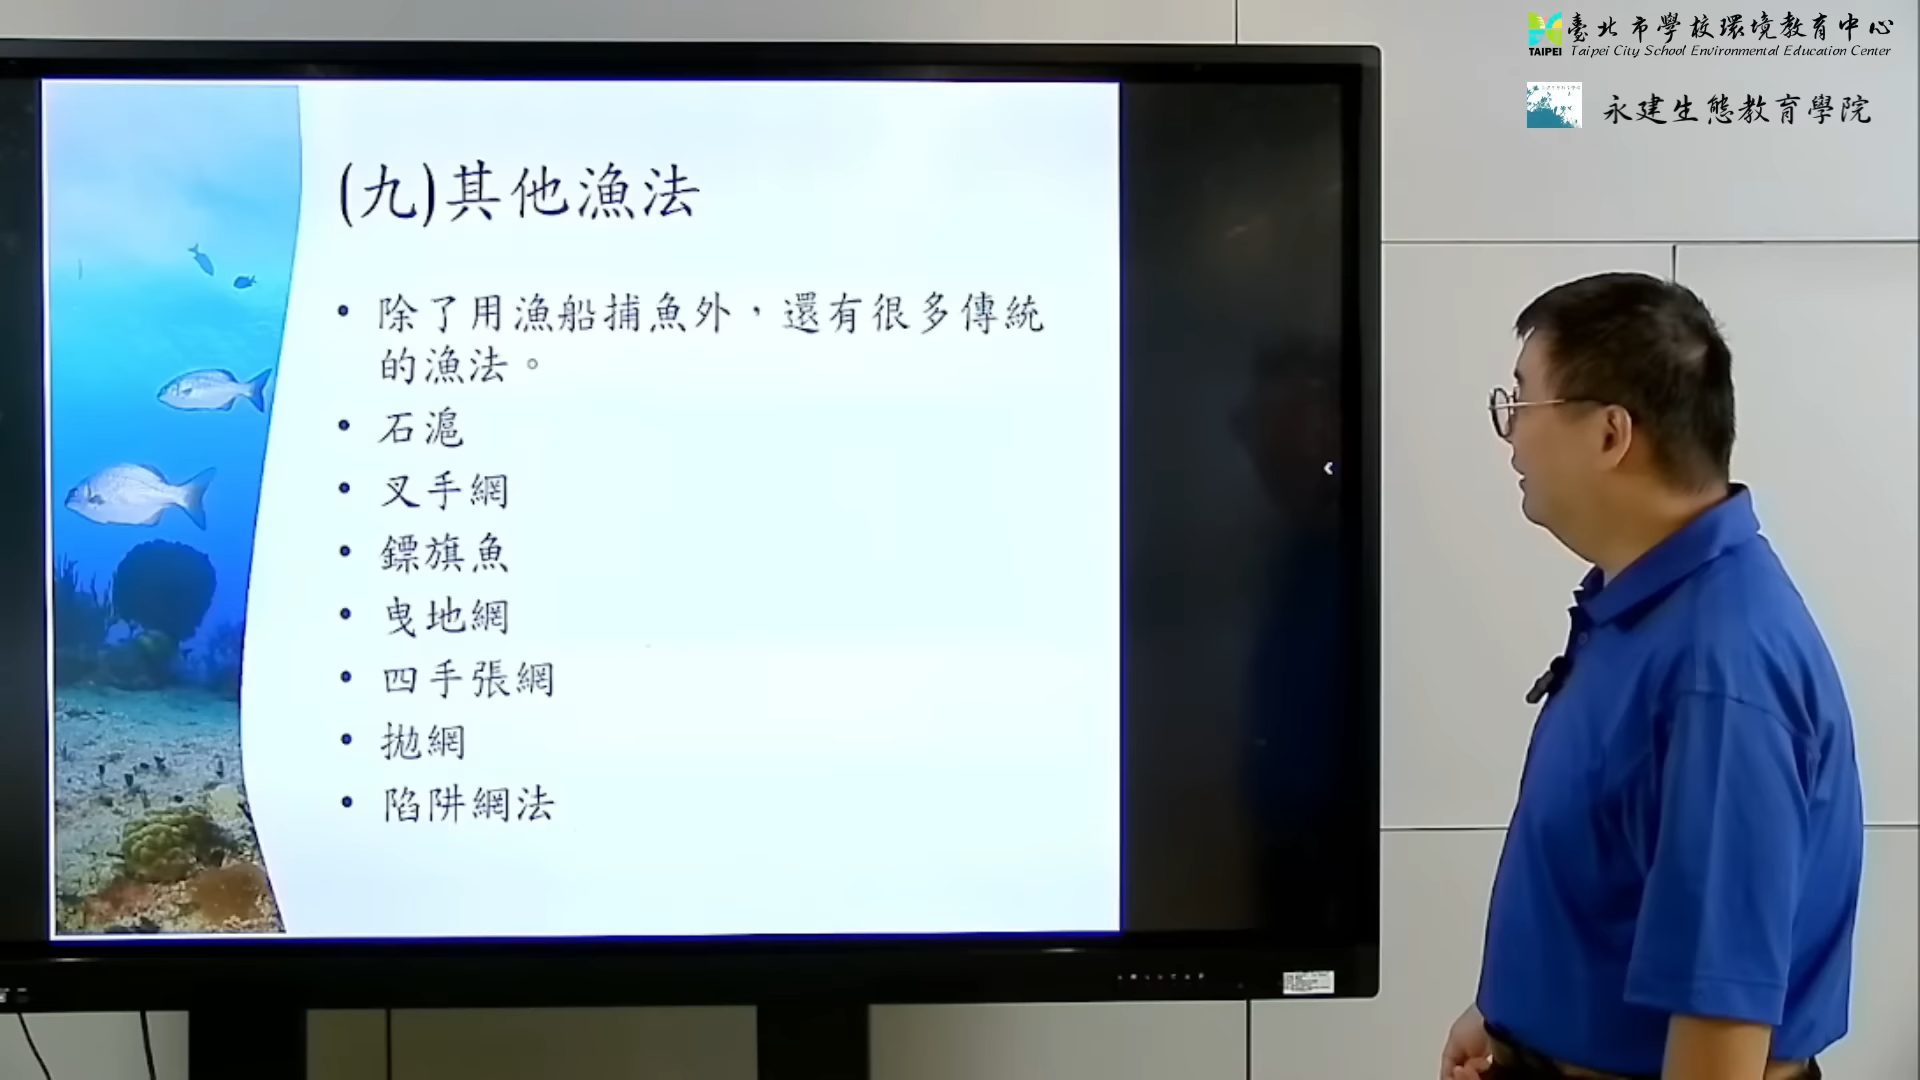 臺北市學校環境教育中心
TAIPEI
Taipei City School Environmental Education Center
永建生態教育學院
(九)其他漁法
• 除了用漁船捕魚外，還有很多傳統
的漁法。
• 石滬
• 叉手網
• 鏢旗魚
• 曳地網
• 四手張網
• 拋網
• 陷阱網法